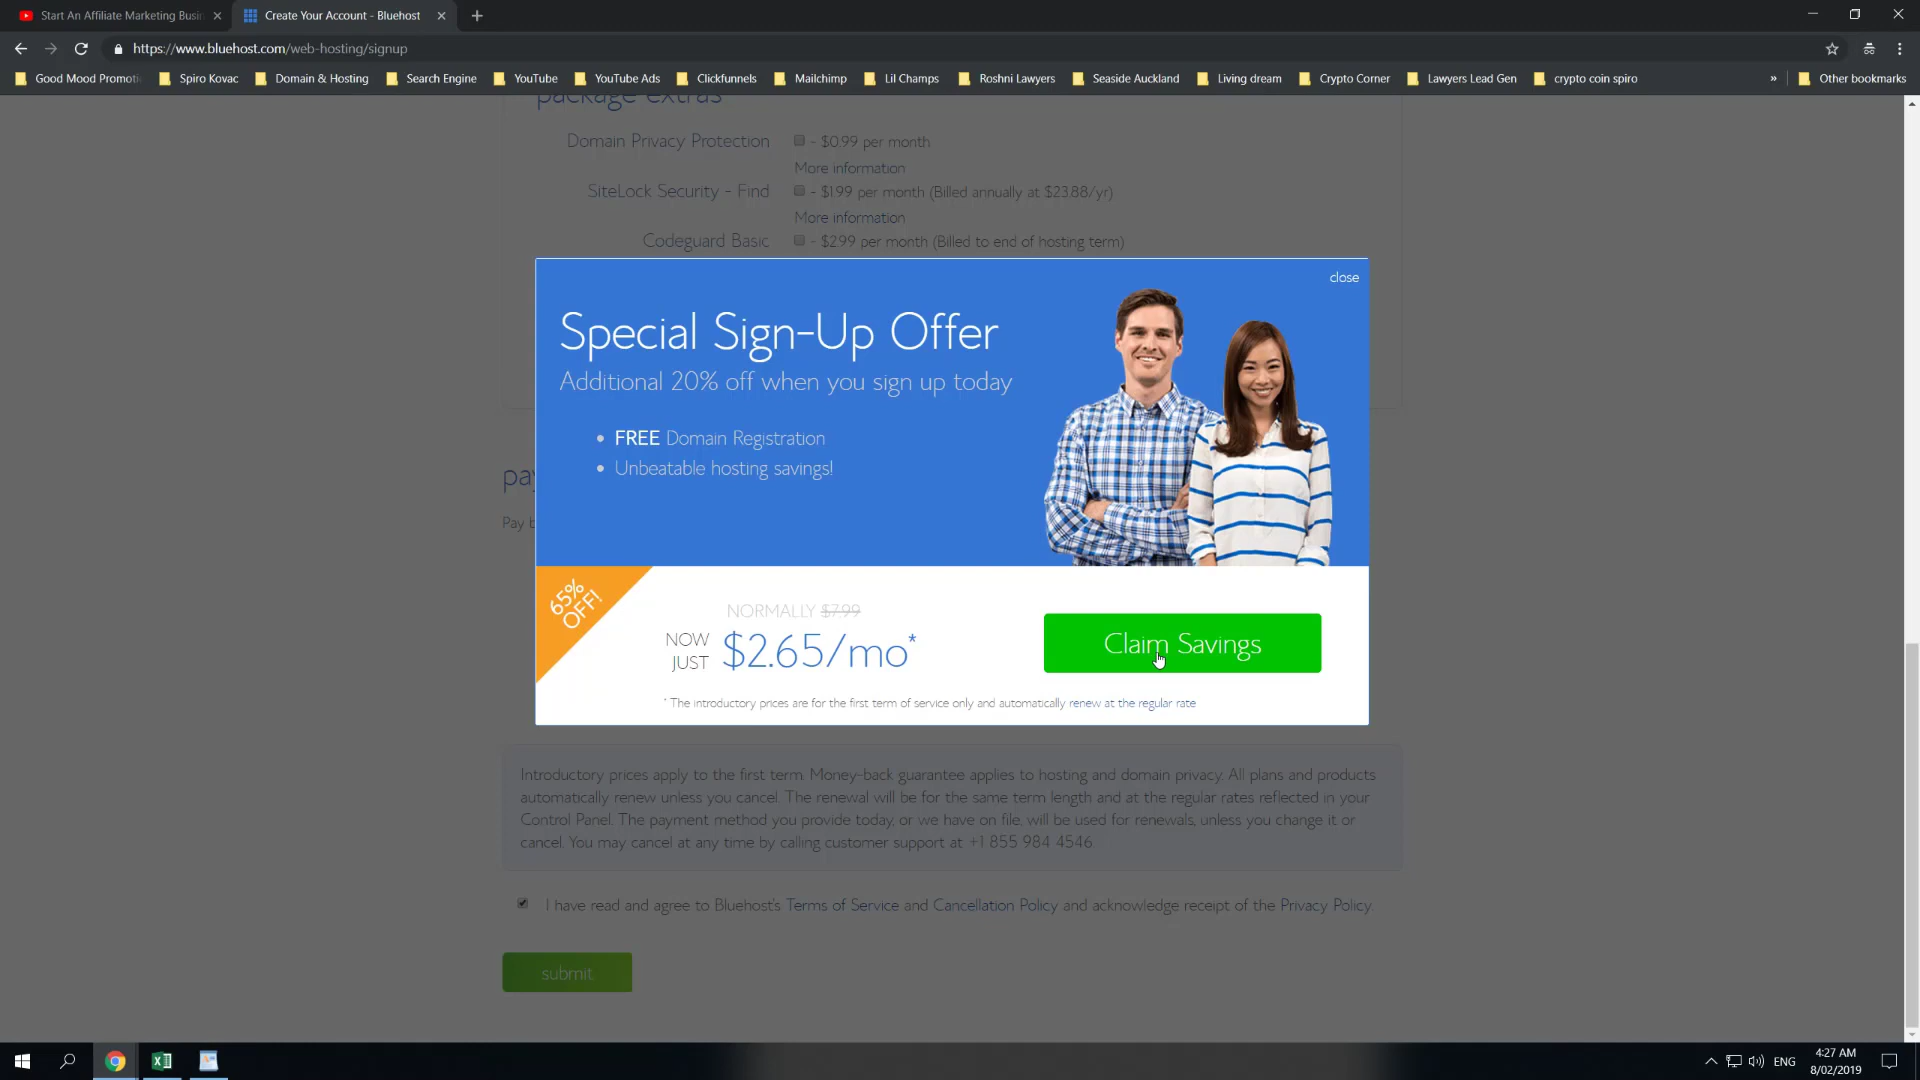 Start An Affiliate Marketing Busi
Create Your Account - Bluehost
https://www.bluehost.com/web-hosting/signup
Good Mood Promoti
Spiro Kovac
Domain & Hosting
Search Engine
YouTube
YouTube Ads
Clickfunnels
Mailchimp
Lil Champs
Roshni Lawyers
Seaside Auckland
Living dream
Crypto Corner
Lawyers Lead Gen
crypto coin spiro
»
Other bookmarks
package extras
Domain Privacy Protection - $0.99 per month
More information
SiteLock Security - Find - $1.99 per month (Billed annually at $23.88/yr)
More information
Codeguard Basic - $2.99 per month (Billed to end of hosting term)
close
Special Sign-Up Offer
Additional 20% off when you sign up today
• FREE Domain Registration
• Unbeatable hosting savings!
pay
Pay b
65% OFF!
NORMALLY $7.99
NOW JUST $2.65/mo*
Claim Savings
* The introductory prices are for the first term of service only and automatically renew at the regular rate
Introductory prices apply to the first term. Money-back guarantee applies to hosting and domain privacy. All plans and products
automatically renew unless you cancel. The renewal will be for the same term length and at the regular rates reflected in your
Control Panel. The payment method you provide today, or we have on file, will be used for renewals, unless you change it or
cancel. You may cancel at any time by calling customer support at +1 855 984 4546
I have read and agree to Bluehost's Terms of Service and Cancellation Policy and acknowledge receipt of the Privacy Policy.
submit
ENG
4:27 AM
8/02/2019